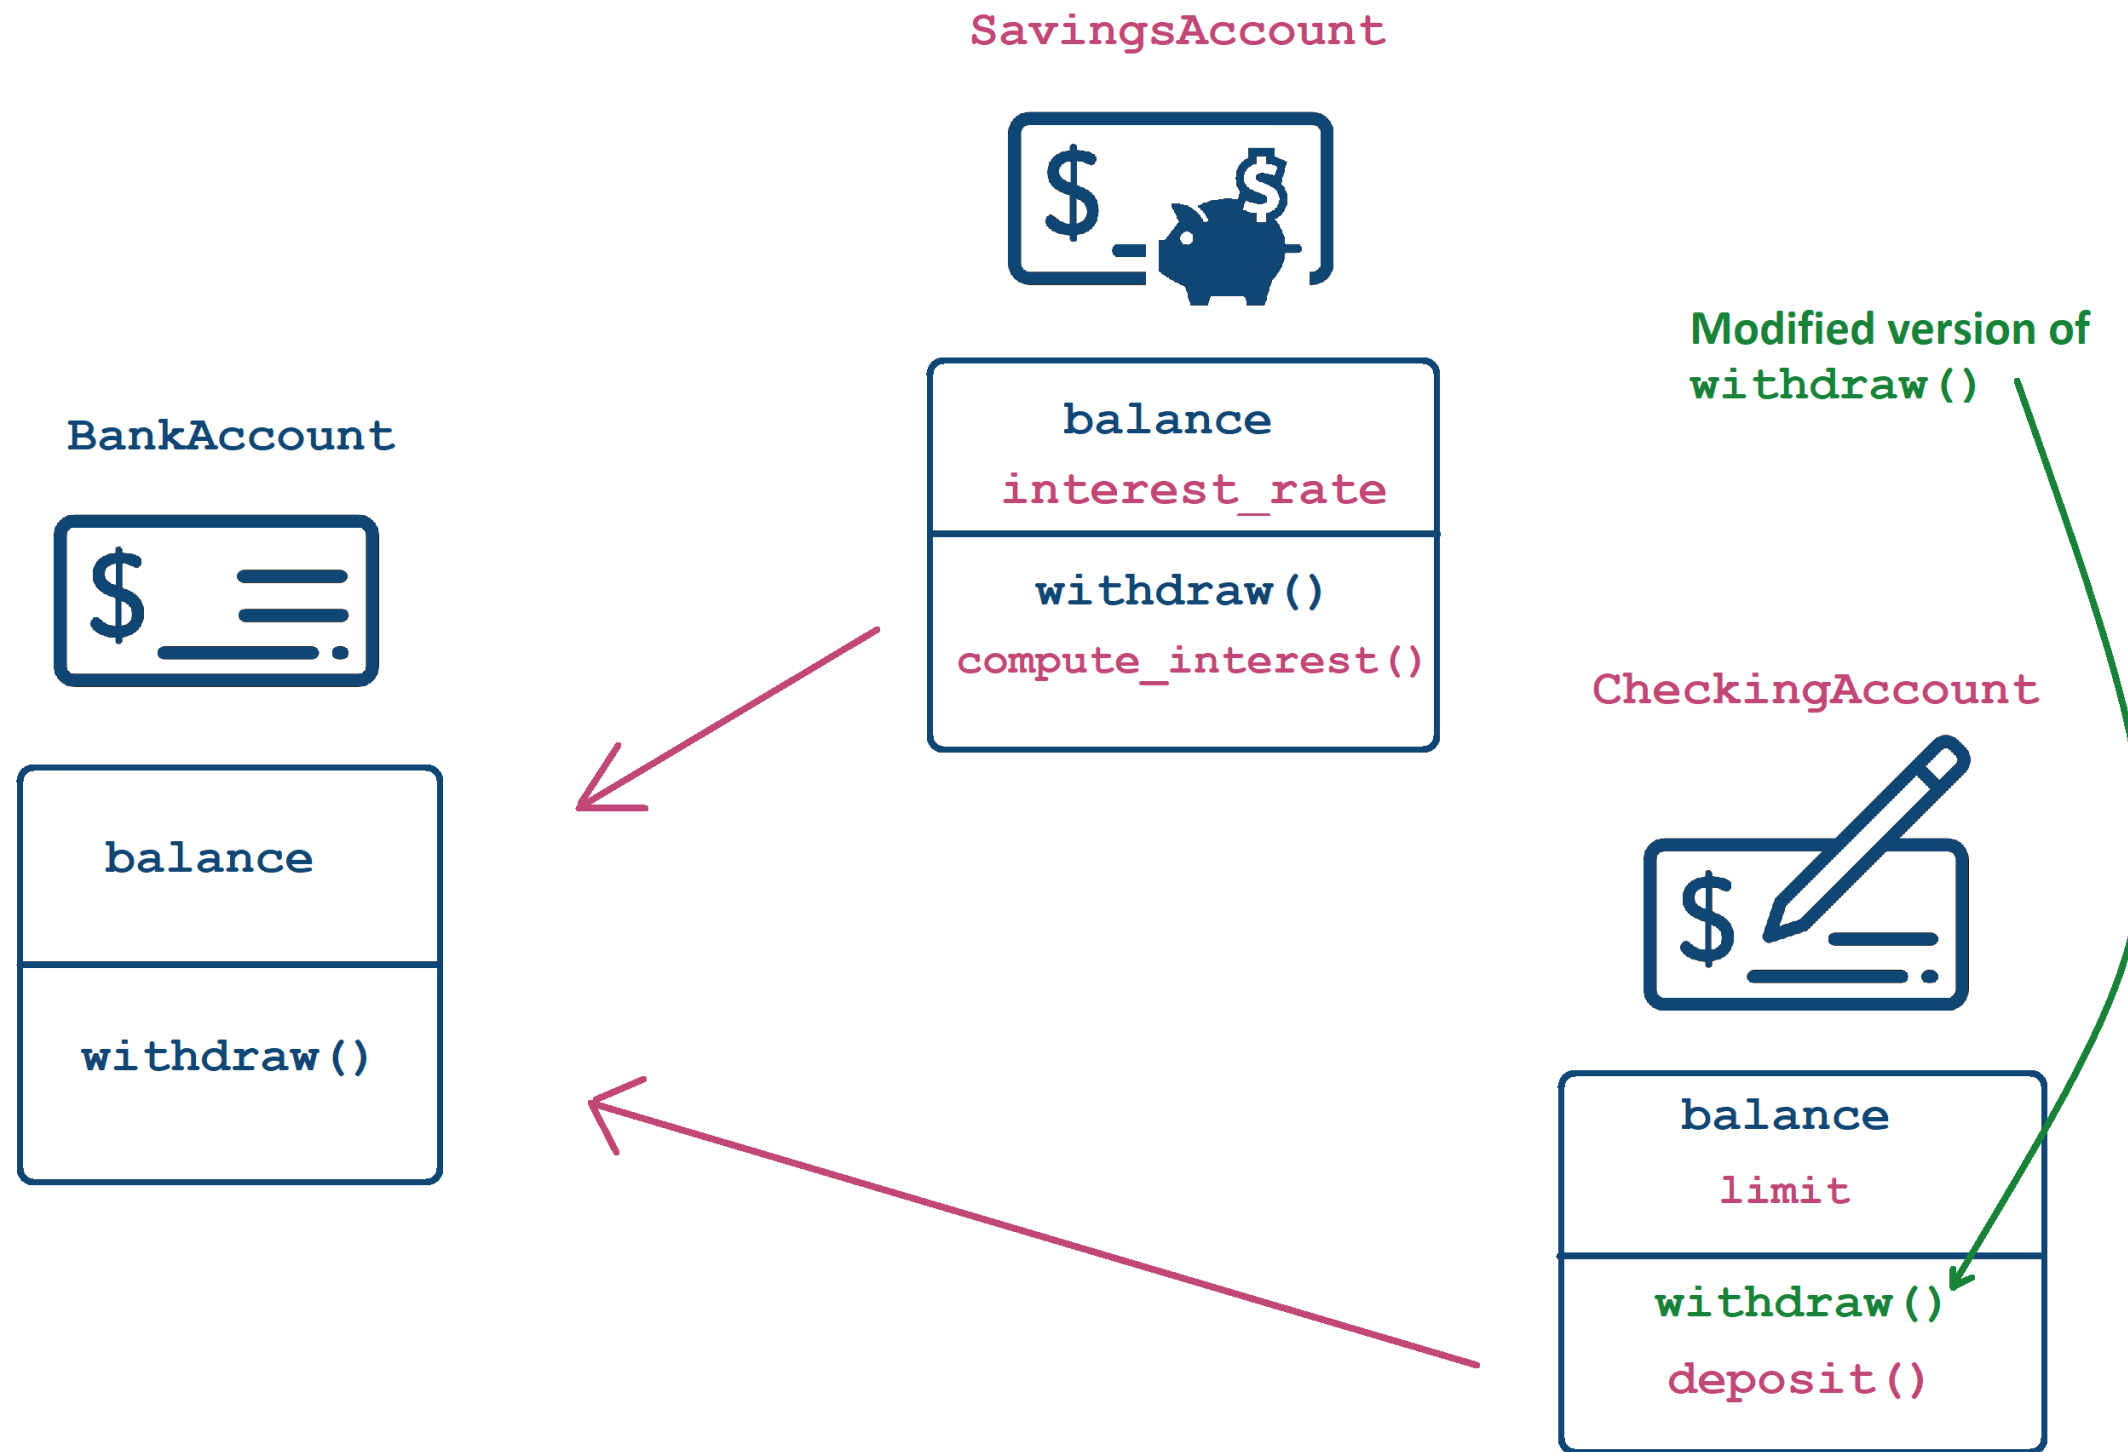 SavingsAccount
$
$
balance
interest_rate
withdraw()
compute_interest()
Modified version of
withdraw()
BankAccount
$
balance
withdraw()
CheckingAccount
$
balance
limit
withdraw()
deposit()